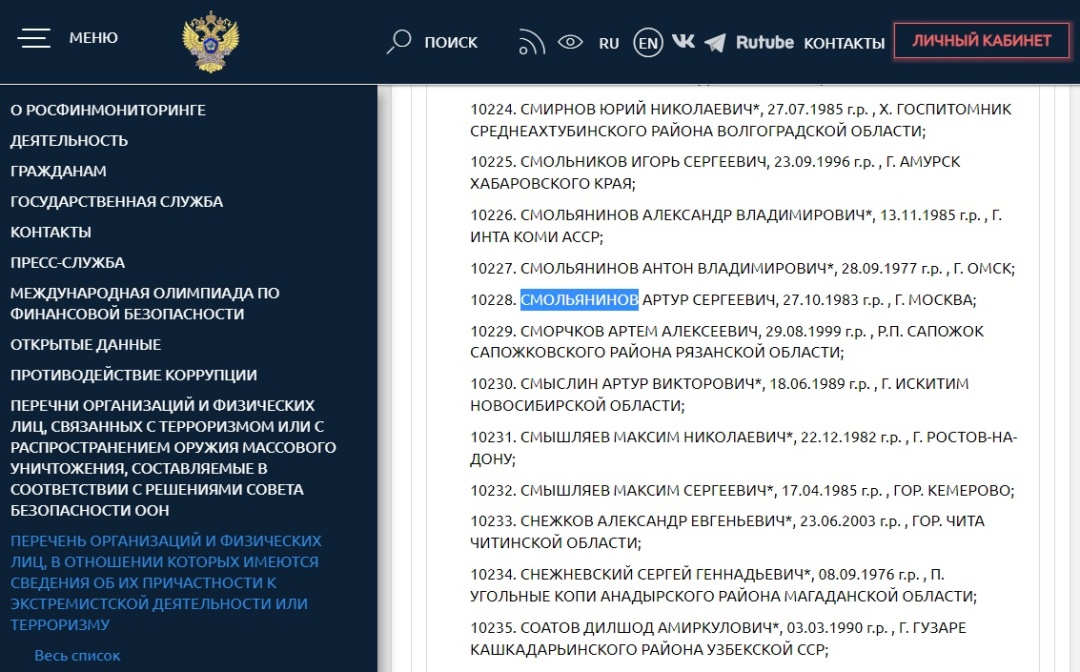 МЕНЮ
ПОИСК
RU
EN
Rutube
КОНТАКТЫ
ЛИЧНЫЙ КАБИНЕТ
О РОСФИНМОНИТОРИНГЕ
ДЕЯТЕЛЬНОСТЬ
ГРАЖДАНАМ
ГОСУДАРСТВЕННАЯ СЛУЖБА
КОНТАКТЫ
ПРЕСС-СЛУЖБА
МЕЖДУНАРОДНАЯ ОЛИМПИАДА ПО
ФИНАНСОВОЙ БЕЗОПАСНОСТИ
ОТКРЫТЫЕ ДАННЫЕ
ПРОТИВОДЕЙСТВИЕ КОРРУПЦИИ
ПЕРЕЧНИ ОРГАНИЗАЦИЙ И ФИЗИЧЕСКИХ
ЛИЦ, СВЯЗАННЫХ С ТЕРРОРИЗМОМ ИЛИ С
РАСПРОСТРАНЕНИЕМ ОРУЖИЯ МАССОВОГО
УНИЧТОЖЕНИЯ, СОСТАВЛЯЕМЫЕ В
СООТВЕТСТВИИ С РЕШЕНИЯМИ СОВЕТА
БЕЗОПАСНОСТИ ООН
ПЕРЕЧЕНЬ ОРГАНИЗАЦИЙ И ФИЗИЧЕСКИХ
ЛИЦ, В ОТНОШЕНИИ КОТОРЫХ ИМЕЮТСЯ
СВЕДЕНИЯ ОБ ИХ ПРИЧАСТНОСТИ К
ЭКСТРЕМИСТСКОЙ ДЕЯТЕЛЬНОСТИ ИЛИ
ТЕРРОРИЗМУ
Весь список
10224. СМИРНОВ ЮРИЙ НИКОЛАЕВИЧ*, 27.07.1985 г.р. , Х. ГОСПИТОМНИК
СРЕДНЕАХТУБИНСКОГО РАЙОНА ВОЛГОГРАДСКОЙ ОБЛАСТИ;
10225. СМОЛЬНИКОВ ИГОРЬ СЕРГЕЕВИЧ, 23.09.1996 г.р. , Г. АМУРСК
ХАБАРОВСКОГО КРАЯ;
10226. СМОЛЬЯНИНОВ АЛЕКСАНДР ВЛАДИМИРОВИЧ*, 13.11.1985 г.р. , Г.
ИНТА КОМИ АССР;
10227. СМОЛЬЯНИНОВ АНТОН ВЛАДИМИРОВИЧ*, 28.09.1977 г.р. , Г. ОМСК;
10228. СМОЛЬЯНИНОВ АРТУР СЕРГЕЕВИЧ, 27.10.1983 г.р. , Г. МОСКВА;
10229. СМОРЧКОВ АРТЕМ АЛЕКСЕЕВИЧ, 29.08.1999 г.р. , Р.П. САПОЖОК
САПОЖКОВСКОГО РАЙОНА РЯЗАНСКОЙ ОБЛАСТИ;
10230. СМЫСЛИН АРТУР ВИКТОРОВИЧ*, 18.06.1989 г.р. , Г. ИСКИТИМ
НОВОСИБИРСКОЙ ОБЛАСТИ;
10231. СМЫШЛЯЕВ МАКСИМ НИКОЛАЕВИЧ*, 22.12.1982 г.р. , Г. РОСТОВ-НА-
ДОНУ;
10232. СМЫШЛЯЕВ МАКСИМ СЕРГЕЕВИЧ*, 17.04.1985 г.р. , ГОР. КЕМЕРОВО;
10233. СНЕЖКОВ АЛЕКСАНДР ЕВГЕНЬЕВИЧ*, 23.06.2003 г.р. , ГОР. ЧИТА
ЧИТИНСКОЙ ОБЛАСТИ;
10234. СНЕЖНЕВСКИЙ СЕРГЕЙ ГЕННАДЬЕВИЧ*, 08.09.1976 г.р. , П.
УГОЛЬНЫЕ КОПИ АНАДЫРСКОГО РАЙОНА МАГАДАНСКОЙ ОБЛАСТИ;
10235. СОАТОВ ДИЛШОД АМИРКУЛОВИЧ*, 03.03.1990 г.р. , Г. ГУЗАРЕ
КАШКАДАРЬИНСКОГО РАЙОНА УЗБЕКСКОЙ ССР;